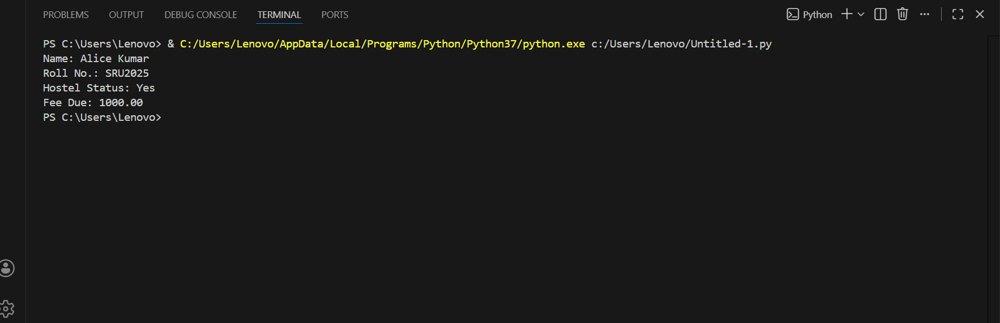 PROBLEMS OUTPUT DEBUG CONSOLE TERMINAL PORTS Python
PS C:\Users\Lenovo> & C:/Users/Lenovo/AppData/Local/Programs/Python/Python37/python.exe c:/Users/Lenovo/Untitled-1.py
Name: Alice Kumar
Roll No.: SRU2025
Hostel Status: Yes
Fee Due: 1000.00
PS C:\Users\Lenovo>